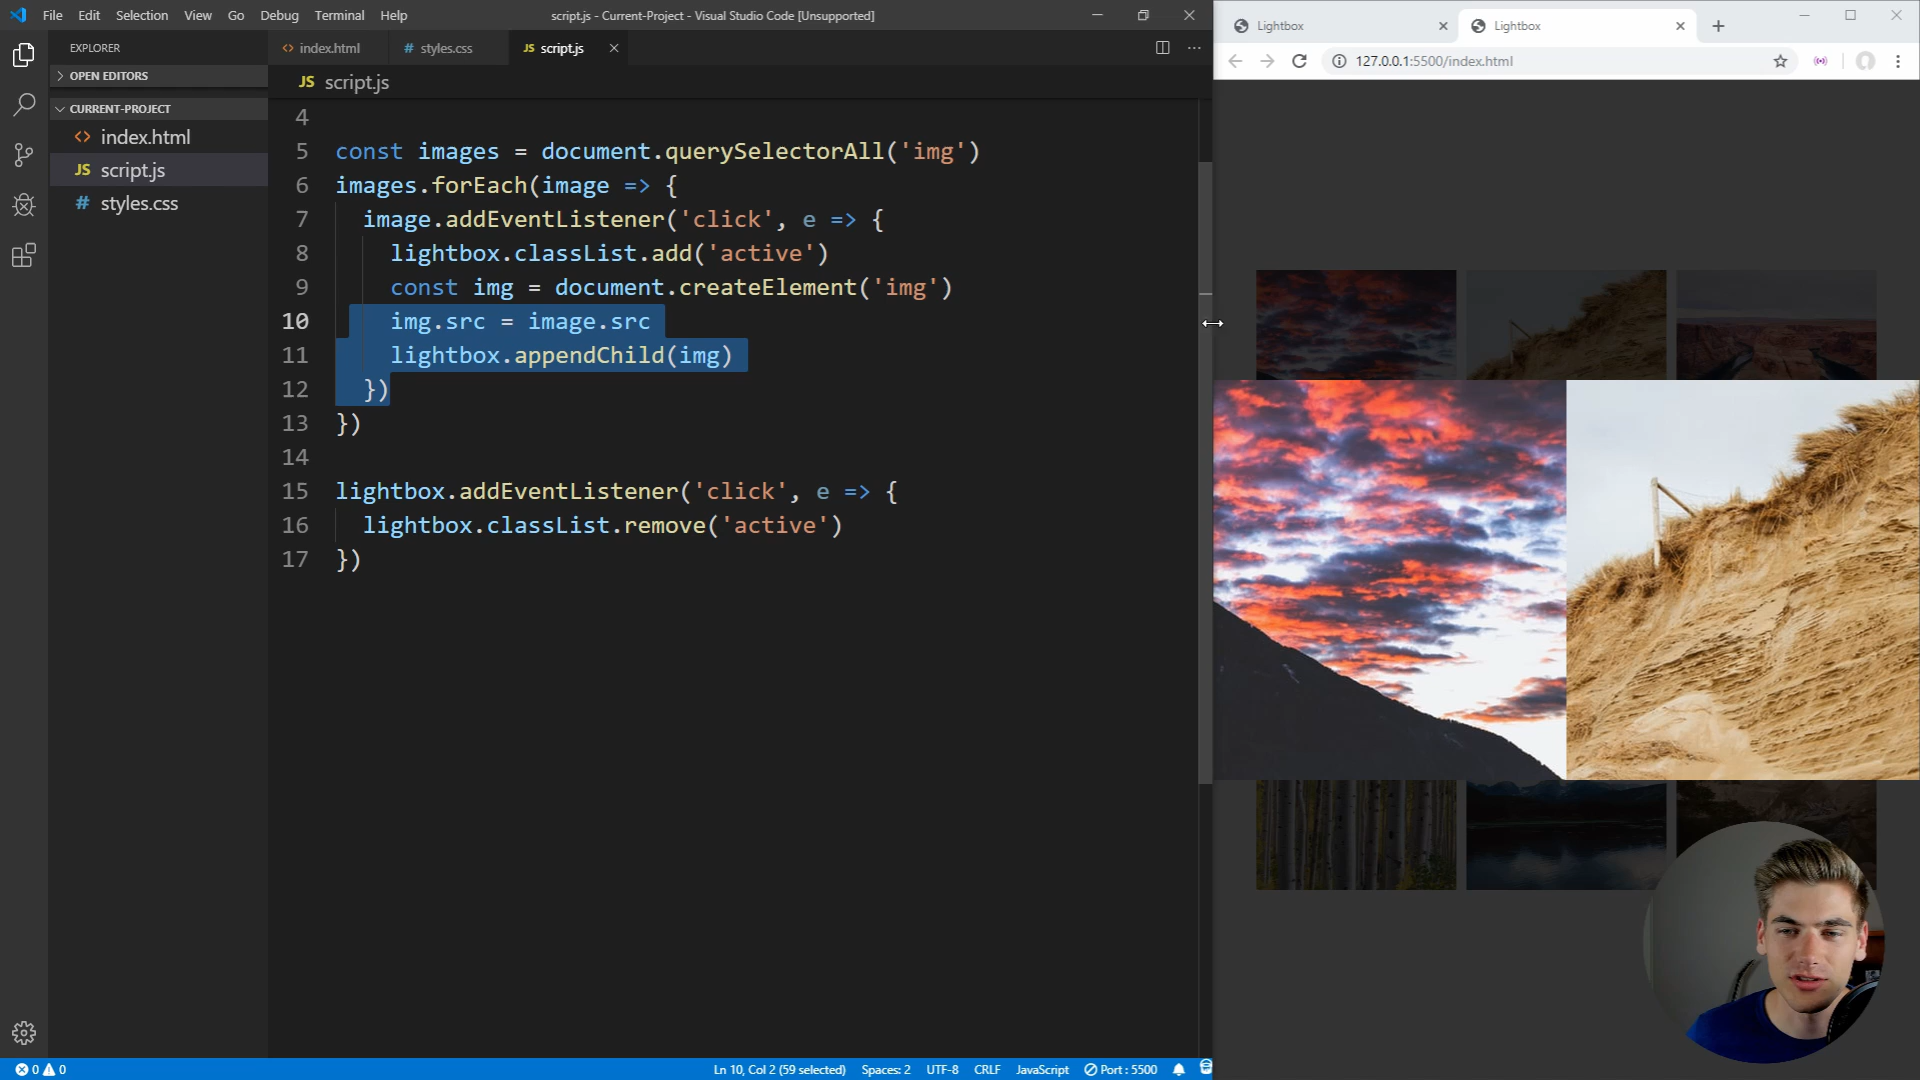 File Edit Selection View Go Debug Terminal Help
script.js - Current-Project - Visual Studio Code [Unsupported]
Lightbox
Lightbox
EXPLORER
index.html
styles.css
script.js
127.0.0.1:5500/index.html
OPEN EDITORS
JS script.js
CURRENT-PROJECT
index.html
JS script.js
# styles.css
4
5 const images = document.querySelectorAll('img')
6 images.forEach(image => {
7 image.addEventListener('click', e => {
8 lightbox.classList.add('active')
9 const img = document.createElement('img')
10 img.src = image.src
11 lightbox.appendChild(img)
12 })
13 })
14
15 lightbox.addEventListener('click', e => {
16 lightbox.classList.remove('active')
17 })
0 0
Ln 10, Col 2 (59 selected) Spaces: 2 UTF-8 CRLF JavaScript Port : 5500